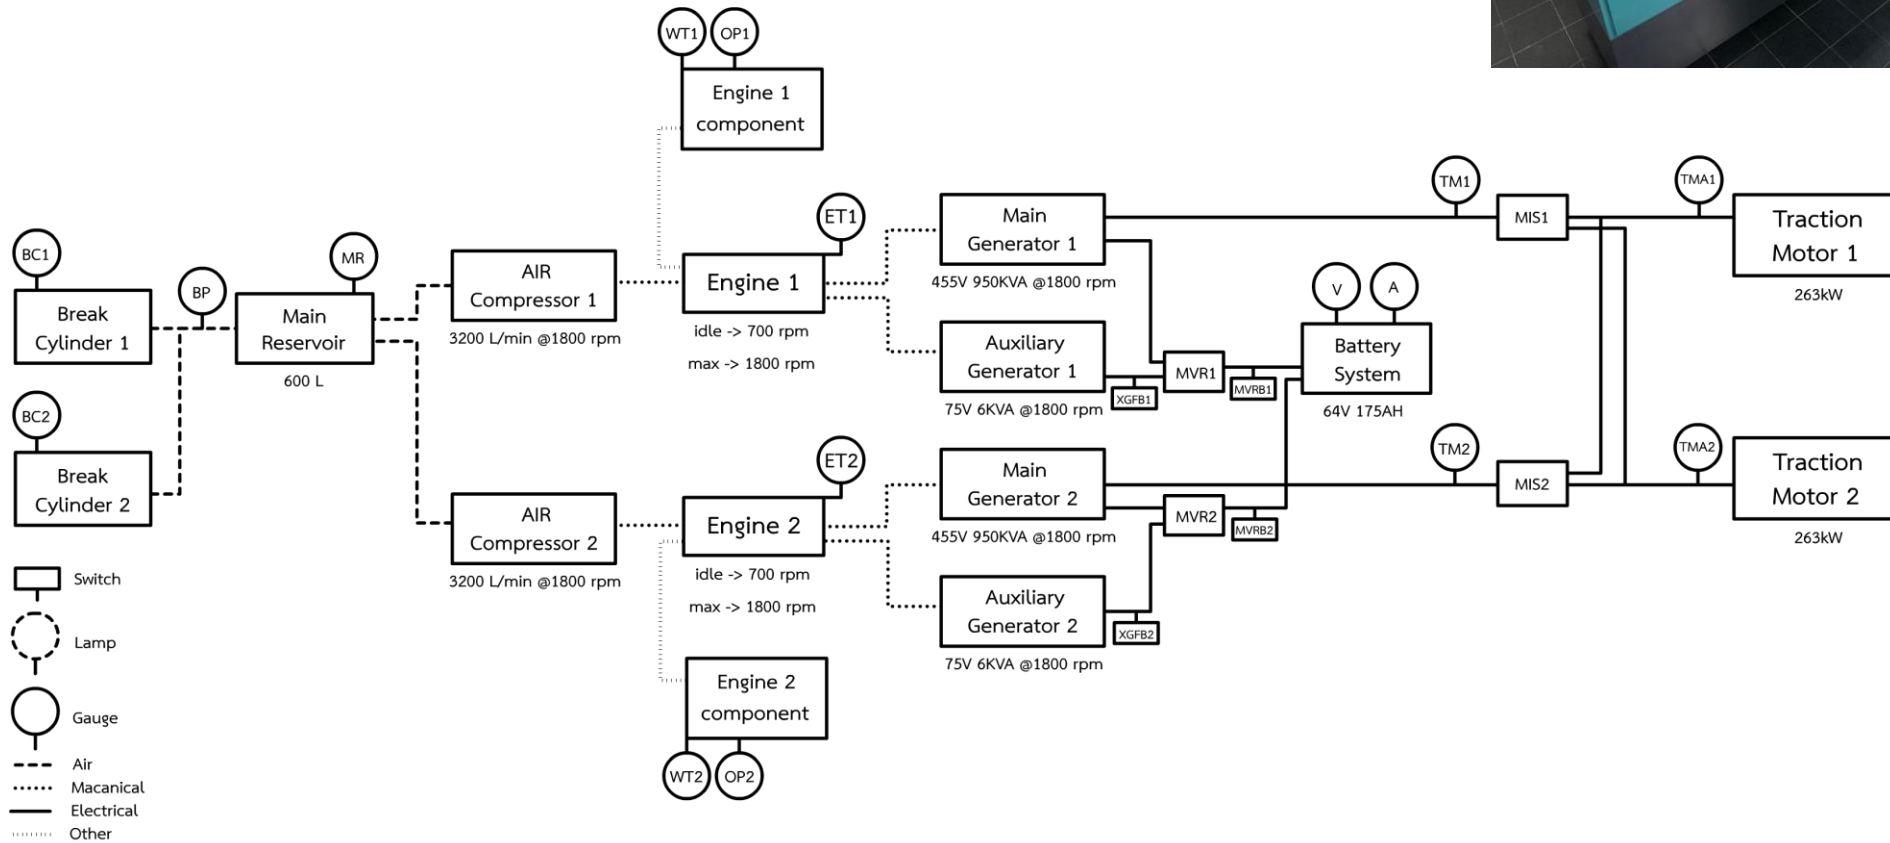 WT1
OP1
Engine 1
component
ET1
BC1
Break
Cylinder 1
BP
MR
Main
Reservoir
600 L
AIR
Compressor 1
3200 L/min @1800 rpm
Engine 1
idle -> 700 rpm
max -> 1800 rpm
Main
Generator 1
455V 950KVA @1800 rpm
Auxiliary
Generator 1
75V 6KVA @1800 rpm
XGFB1
MVR1
MVRB1
V
A
Battery
System
64V 175AH
TM1
MIS1
TMA1
Traction
Motor 1
263kW
BC2
Break
Cylinder 2
AIR
Compressor 2
3200 L/min @1800 rpm
ET2
Engine 2
idle -> 700 rpm
max -> 1800 rpm
Main
Generator 2
455V 950KVA @1800 rpm
Auxiliary
Generator 2
75V 6KVA @1800 rpm
XGFB2
MVR2
MVRB2
TM2
MIS2
TMA2
Traction
Motor 2
263kW
Engine 2
component
WT2
OP2
Switch
Lamp
Gauge
Air
Macanical
Electrical
Other